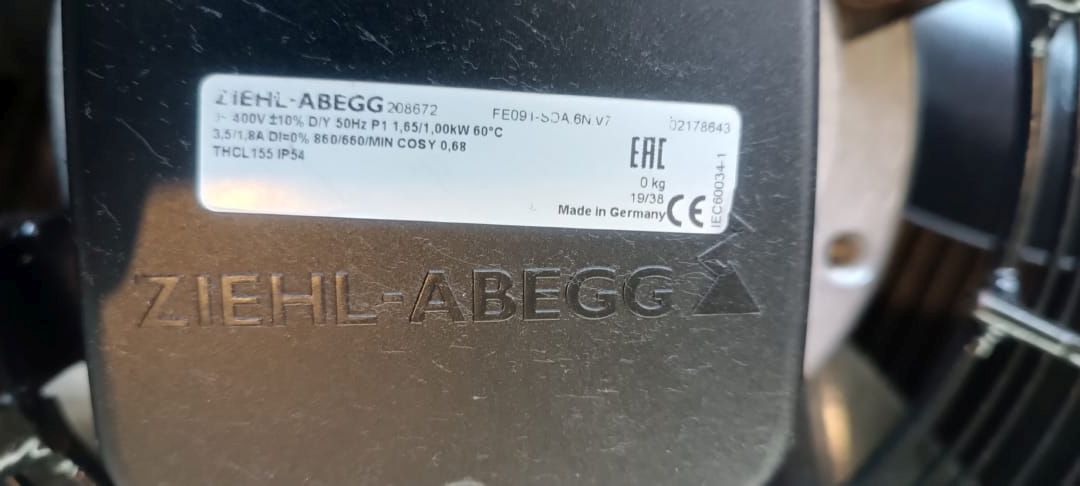 ZIEHL-ABEGG 208672 FE091-SDA.6N.V7 02178643
3~ 400V ±10% D/Y 50Hz P1 1,65/1,00kW 60°C
3,5/1,8A DI=0% 860/660/MIN COSY 0,68
THCL155 IP54
EAC
0 kg
19/38
Made in Germany CE
IEC60034-1
ZIEHL-ABEGG